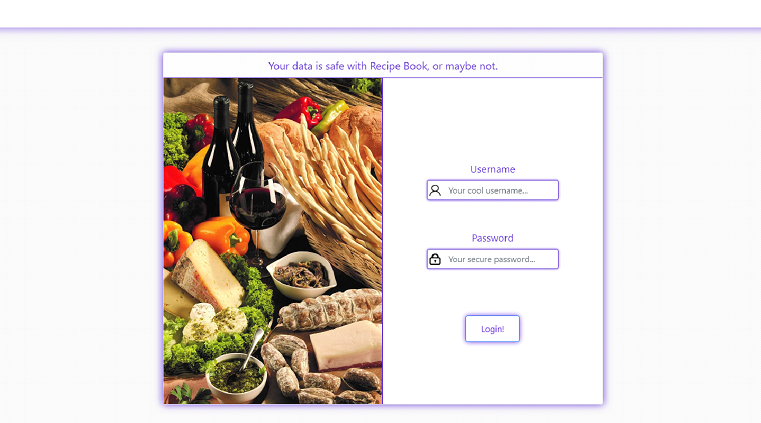 Your data is safe with Recipe Book, or maybe not.
Username
Your cool username...
Password
Your secure password...
Login!